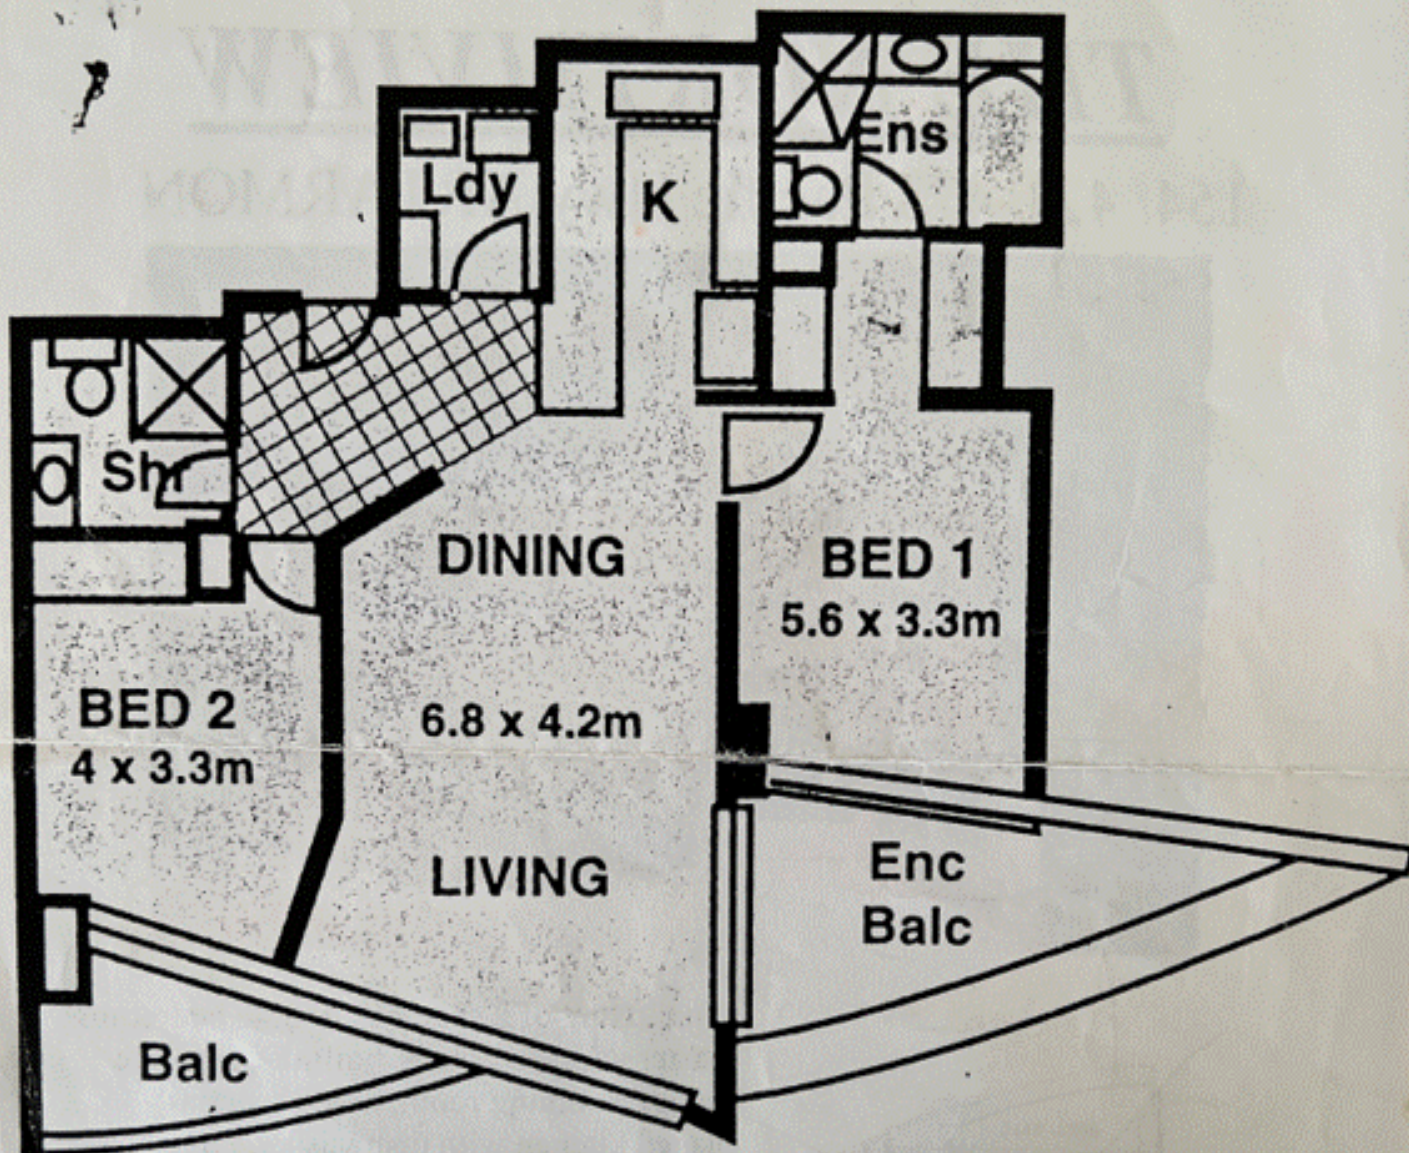 Ens
Ldy
K
Shr
DINING
BED 1
5.6 x 3.3m
BED 2
4 x 3.3m
6.8 x 4.2m
LIVING
Enc
Balc
Balc